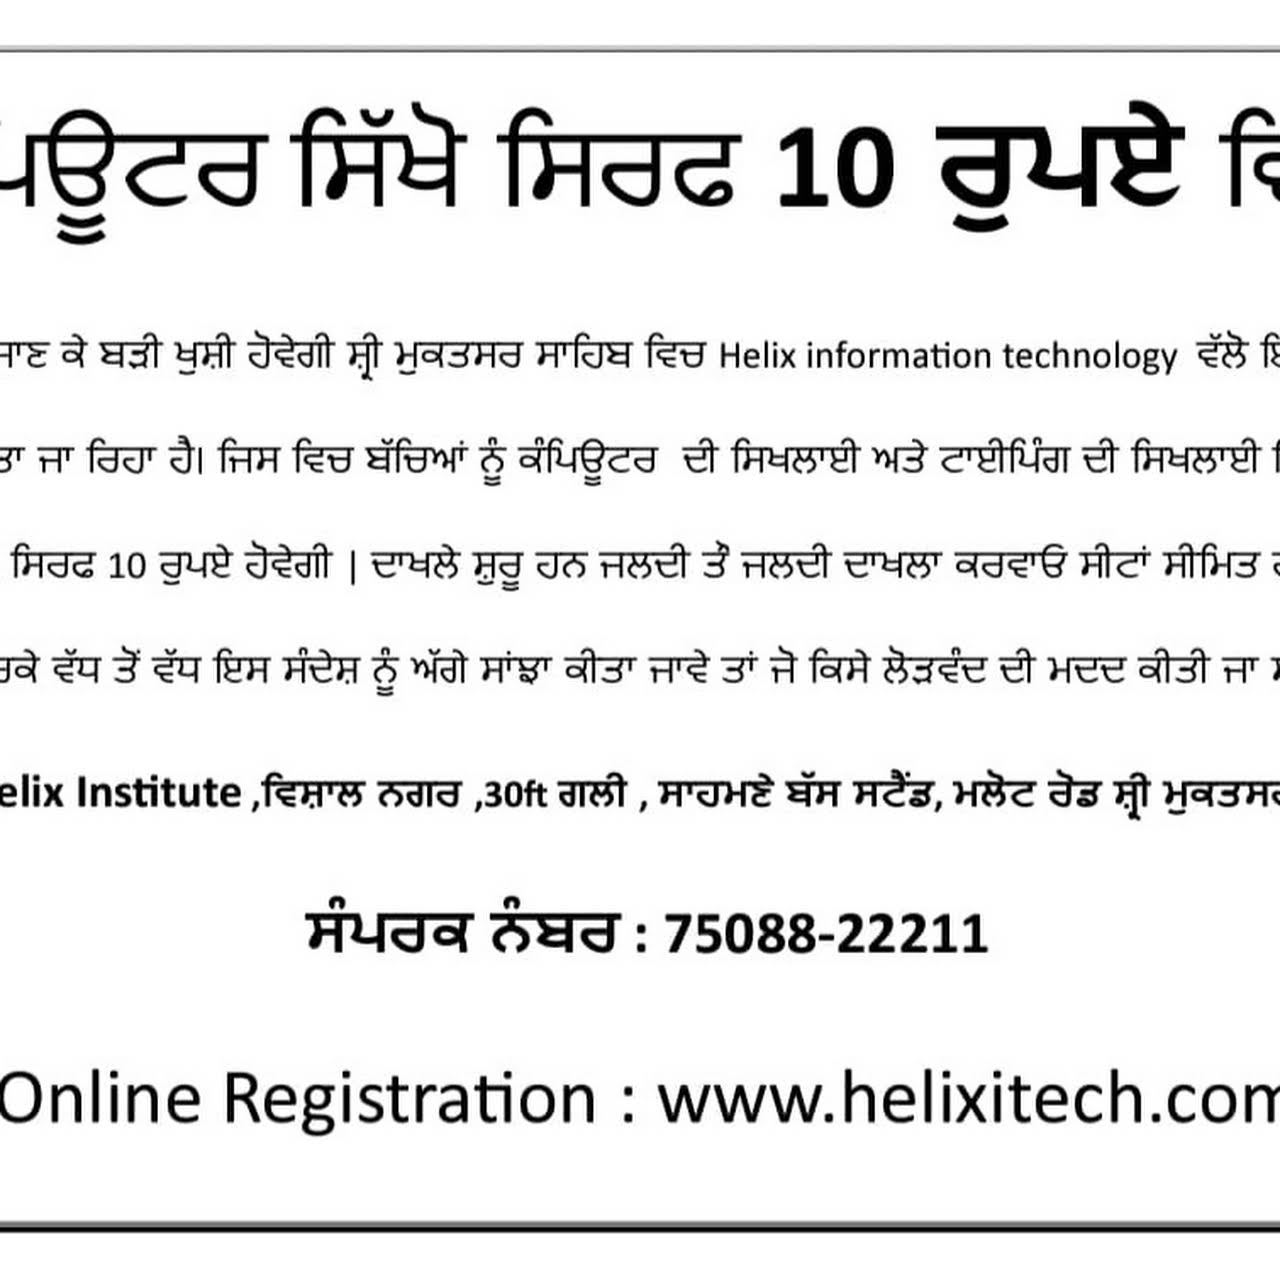 ਪਿਊਟਰ ਸਿੱਖੋ ਸਿਰਫ 10 ਰੁਪਏ ਵਿ
ਜਾਣ ਕੇ ਬੜੀ ਖੁਸ਼ੀ ਹੋਵੇਗੀ ਸ਼੍ਰੀ ਮੁਕਤਸਰ ਸਾਹਿਬ ਵਿਚ Helix information technology ਵੱਲੋ ਇ
ਤਾ ਜਾ ਰਿਹਾ ਹੈ। ਜਿਸ ਵਿਚ ਬੱਚਿਆਂ ਨੂੰ ਕੰਪਿਊਟਰ ਦੀ ਸਿਖਲਾਈ ਅਤੇ ਟਾਈਪਿੰਗ ਦੀ ਸਿਖਲਾਈ
ਸਿਰਫ 10 ਰੁਪਏ ਹੋਵੇਗੀ | ਦਾਖਲੇ ਸ਼ੁਰੂ ਹਨ ਜਲਦੀ ਤੋਂ ਜਲਦੀ ਦਾਖਲਾ ਕਰਵਾਓ ਸੀਟਾਂ ਸੀਮਿਤ
ਰਕੇ ਵੱਧ ਤੋਂ ਵੱਧ ਇਸ ਸੰਦੇਸ਼ ਨੂੰ ਅੱਗੇ ਸਾਂਝਾ ਕੀਤਾ ਜਾਵੇ ਤਾਂ ਜੋ ਕਿਸੇ ਲੋੜਵੰਦ ਦੀ ਮਦਦ ਕੀਤੀ ਜਾ
elix Institute ,ਵਿਸ਼ਾਲ ਨਗਰ ,30ft ਗਲੀ , ਸਾਹਮਣੇ ਬੱਸ ਸਟੈਂਡ, ਮਲੋਟ ਰੋਡ ਸ਼੍ਰੀ ਮੁਕਤਸਰ
ਸੰਪਰਕ ਨੰਬਰ : 75088-22211
Online Registration : www.helixitech.com